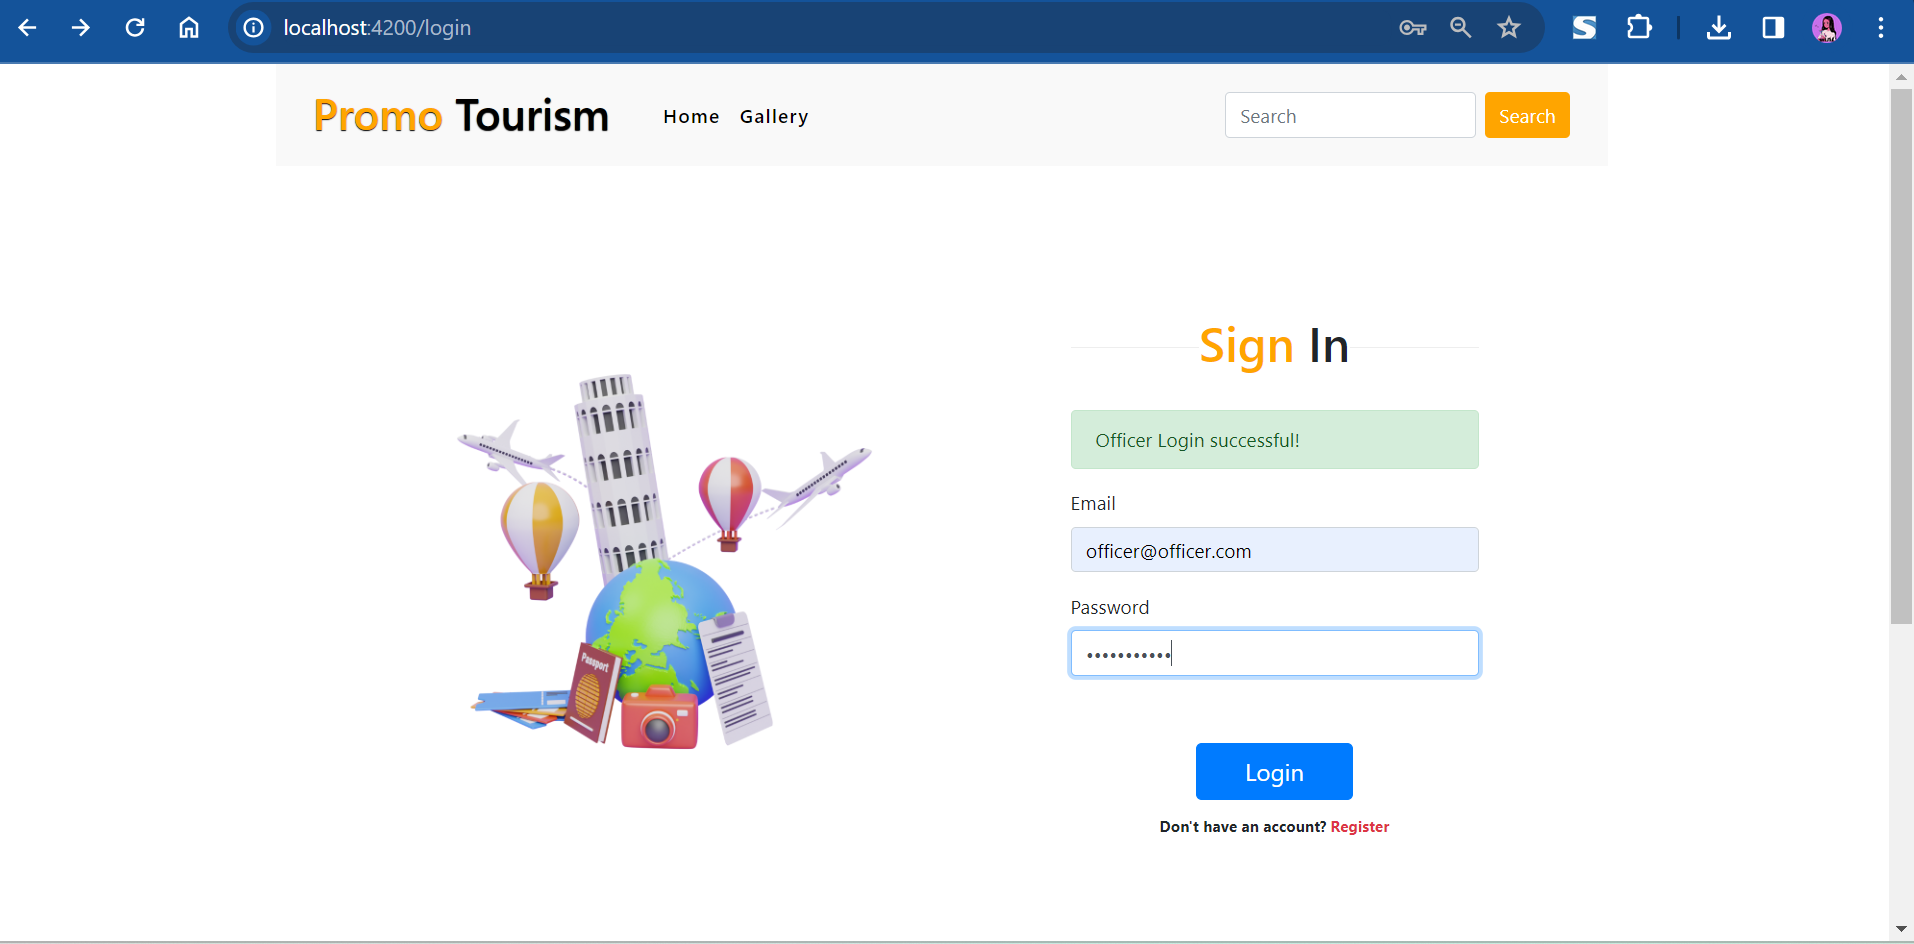 localhost:4200/login
Promo Tourism
Home Gallery
Search Search
Sign In
Officer Login successful!
Email
officer@officer.com
Password
•••••••••••
Passport
Login
Don't have an account? Register